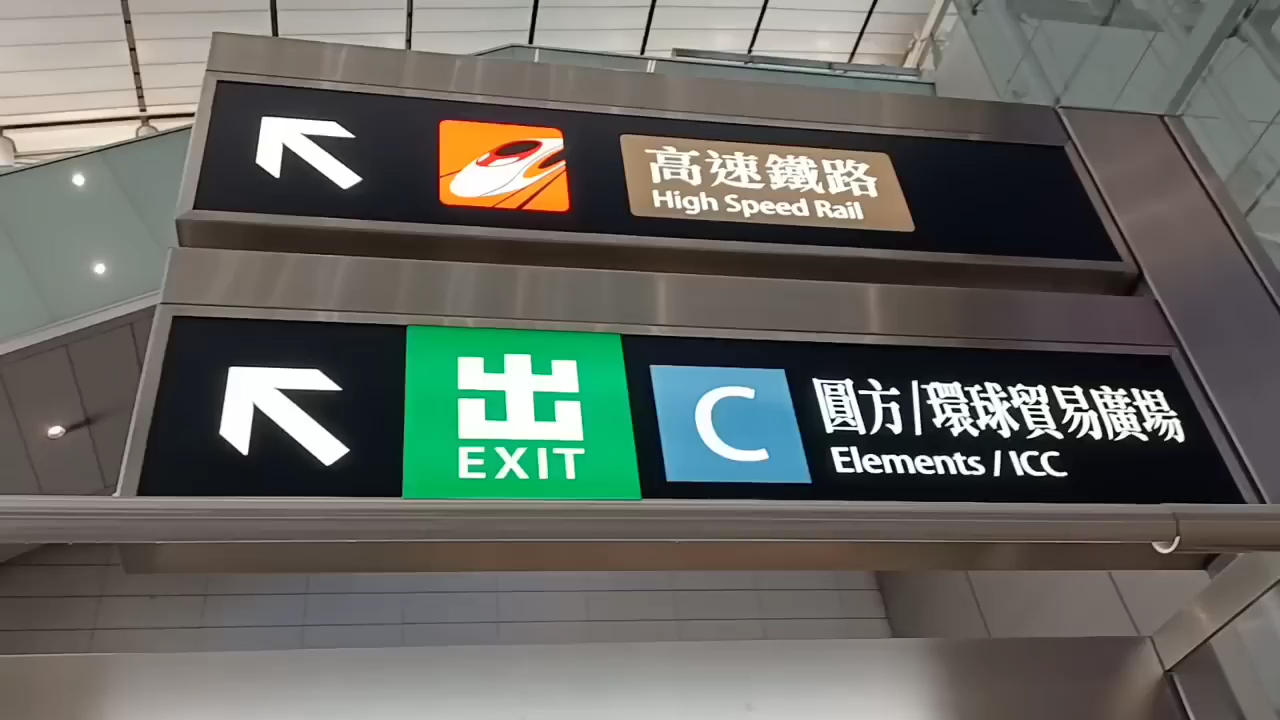 高速鐵路
High Speed Rail
出
EXIT
C
圓方/環球貿易廣場
Elements / ICC